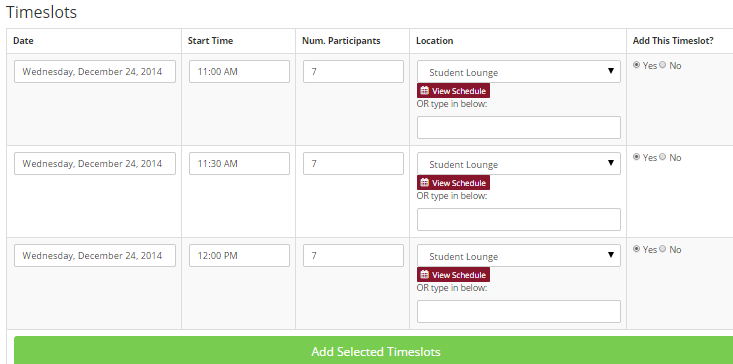 Timeslots
Date Start Time Num. Participants Location Add This Timeslot?
Wednesday, December 24, 2014 11:00 AM 7 Student Lounge Yes No
View Schedule
OR type in below:
Wednesday, December 24, 2014 11:30 AM 7 Student Lounge Yes No
View Schedule
OR type in below:
Wednesday, December 24, 2014 12:00 PM 7 Student Lounge Yes No
View Schedule
OR type in below:
Add Selected Timeslots